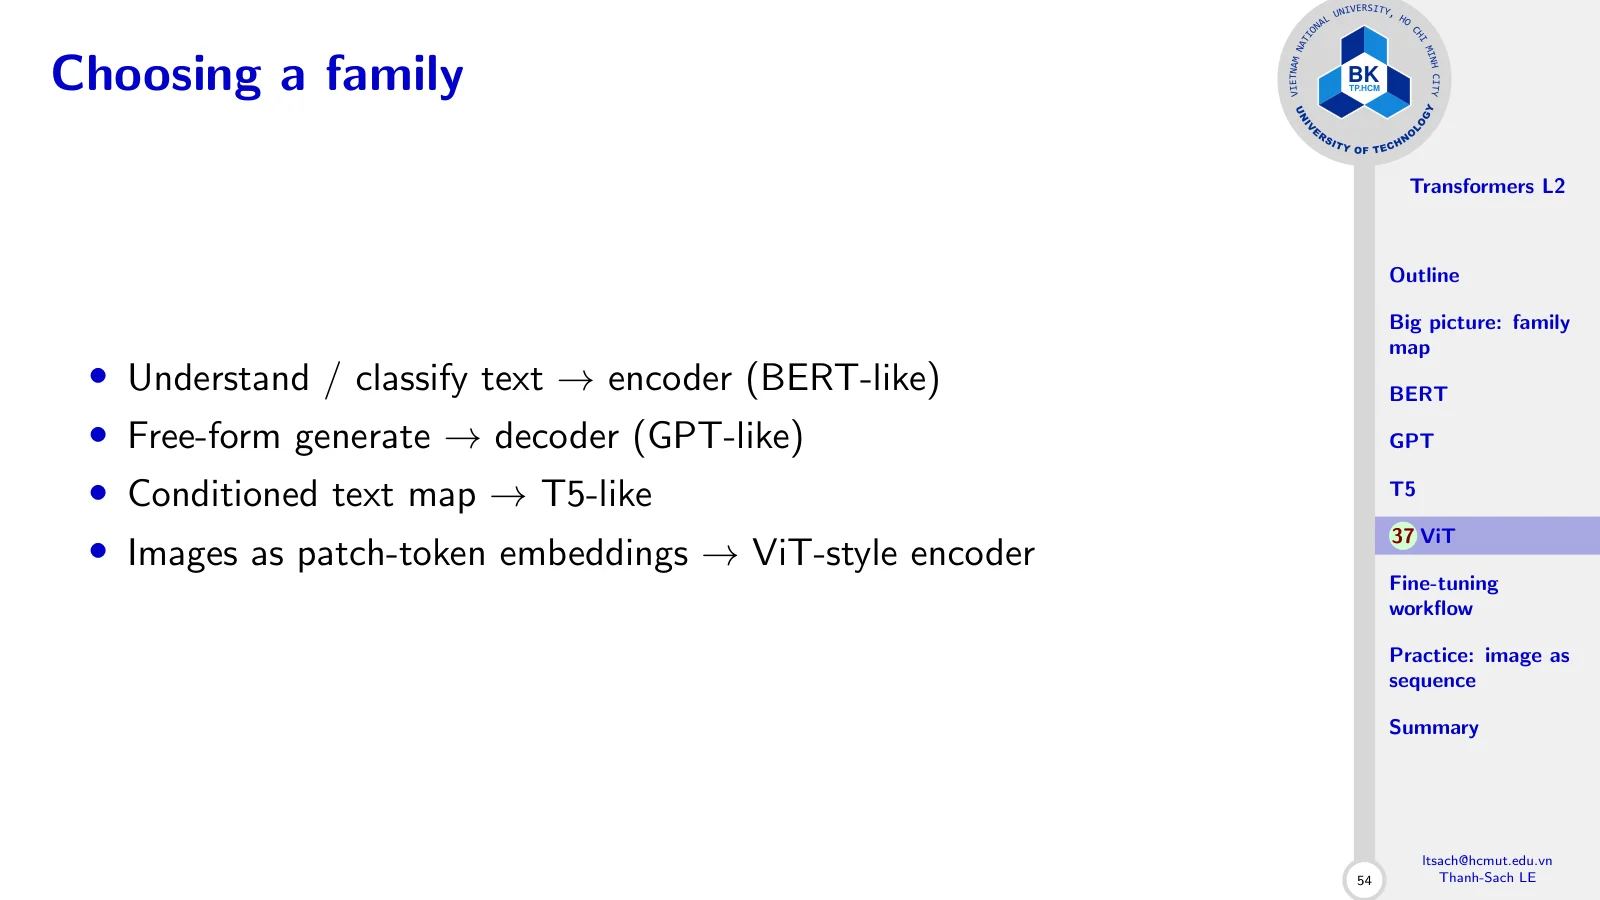 Choosing a family
• Understand / classify text → encoder (BERT-like)
• Free-form generate → decoder (GPT-like)
• Conditioned text map → T5-like
• Images as patch-token embeddings → ViT-style encoder
VIETNAM NATIONAL UNIVERSITY, HO CHI MINH CITY
BK
TP.HCM
UNIVERSITY OF TECHNOLOGY
Transformers L2
Outline
Big picture: family
map
BERT
GPT
T5
37 ViT
Fine-tuning
workflow
Practice: image as
sequence
Summary
ltsach@hcmut.edu.vn
Thanh-Sach LE
54